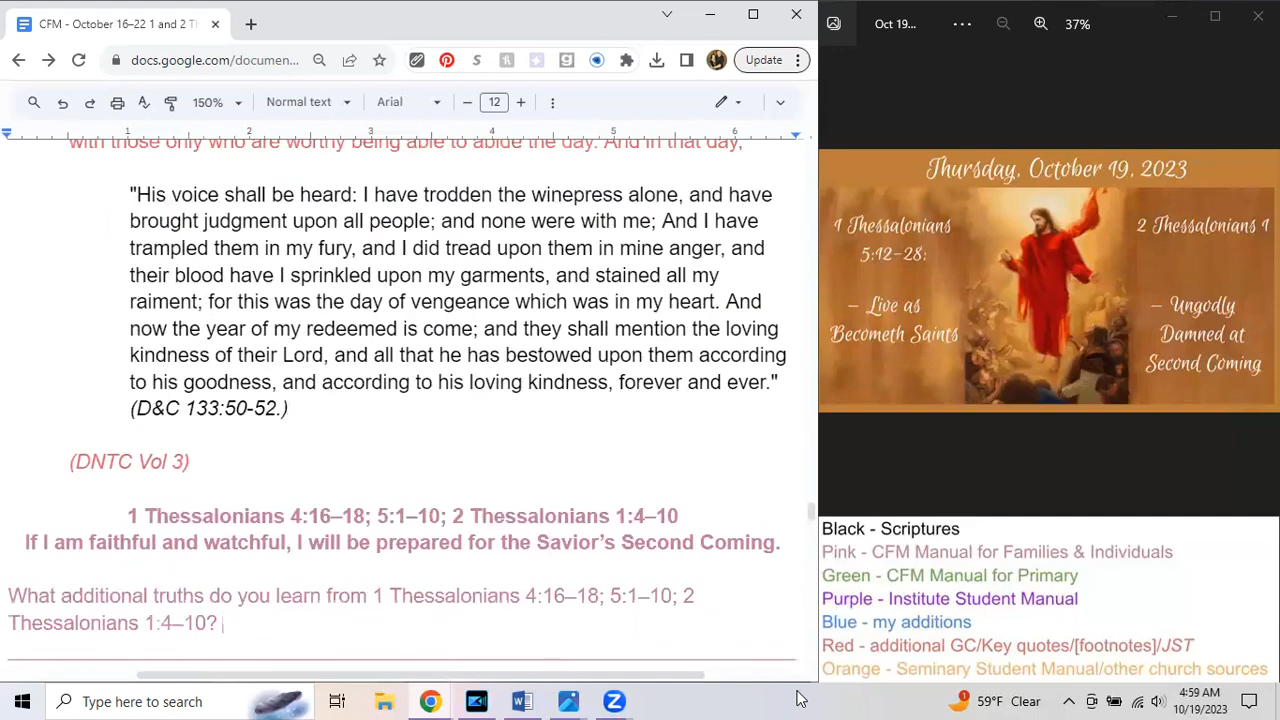 CFM - October 16–22 1 and 2 Th
docs.google.com/documen...
Update
150%
Normal text
Arial
12
1 2 3 4 5 6
with those only who are worthy being able to abide the day. And in that day,
"His voice shall be heard: I have trodden the winepress alone, and have
brought judgment upon all people; and none were with me; And I have
trampled them in my fury, and I did tread upon them in mine anger, and
their blood have I sprinkled upon my garments, and stained all my
raiment; for this was the day of vengeance which was in my heart. And
now the year of my redeemed is come; and they shall mention the loving
kindness of their Lord, and all that he has bestowed upon them according
to his goodness, and according to his loving kindness, forever and ever."
(D&C 133:50-52.)
(DNTC Vol 3)
1 Thessalonians 4:16–18; 5:1–10; 2 Thessalonians 1:4–10
If I am faithful and watchful, I will be prepared for the Savior's Second Coming.
What additional truths do you learn from 1 Thessalonians 4:16–18; 5:1–10; 2
Thessalonians 1:4–10?
Oct 19...
37%
Thursday, October 19, 2023
1 Thessalonians
5:12-28:
- Live as
Becometh Saints
2 Thessalonians 1
- Ungodly
Damned at
Second Coming
Black - Scriptures
Pink - CFM Manual for Families & Individuals
Green - CFM Manual for Primary
Purple - Institute Student Manual
Blue - my additions
Red - additional GC/Key quotes/[footnotes]/JST
Orange - Seminary Student Manual/other church sources
Type here to search
1
59°F Clear
4:59 AM
10/19/2023